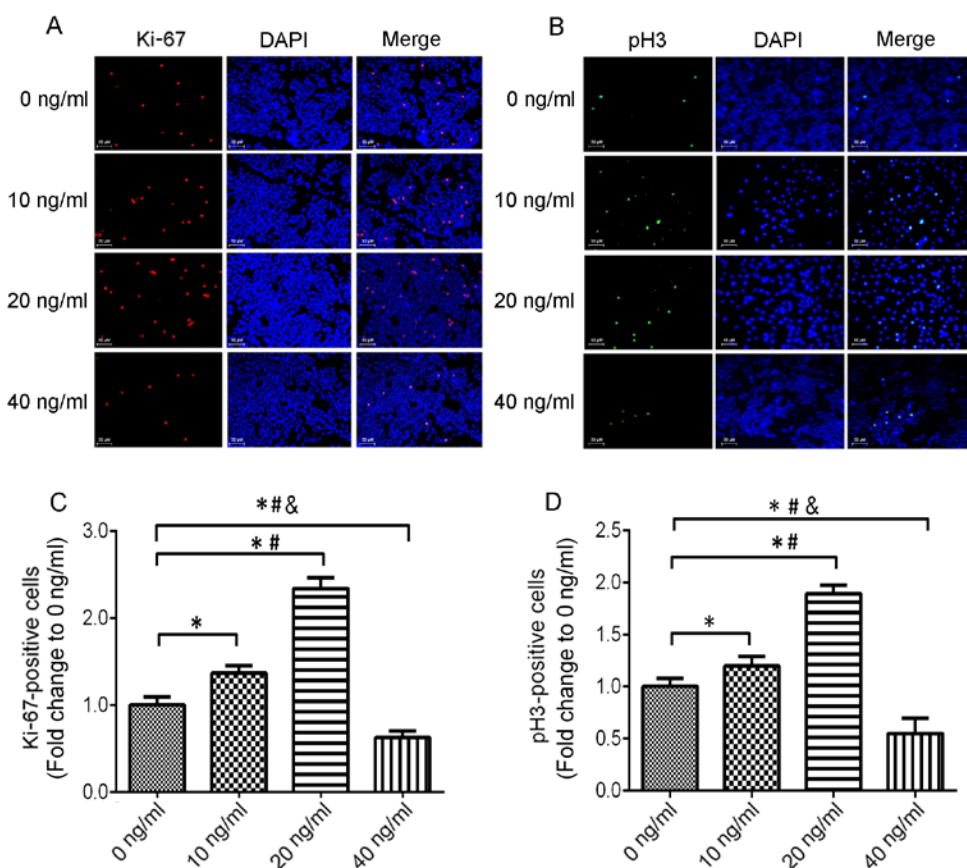 A
Ki-67 DAPI Merge
0 ng/ml
10 ng/ml
20 ng/ml
40 ng/ml
B
pH3 DAPI Merge
0 ng/ml
10 ng/ml
20 ng/ml
40 ng/ml
C
Ki-67-positive cells
(Fold change to 0 ng/ml)
3.0
2.0
1.0
0.0
*#&
* #
*
0 ng/ml
10 ng/ml
20 ng/ml
40 ng/ml
D
pH3-positive cells
(Fold change to 0 ng/ml)
2.5
2.0
1.5
1.0
0.5
0.0
* # &
*#
*
0 ng/ml
10 ng/ml
20 ng/ml
40 ng/ml